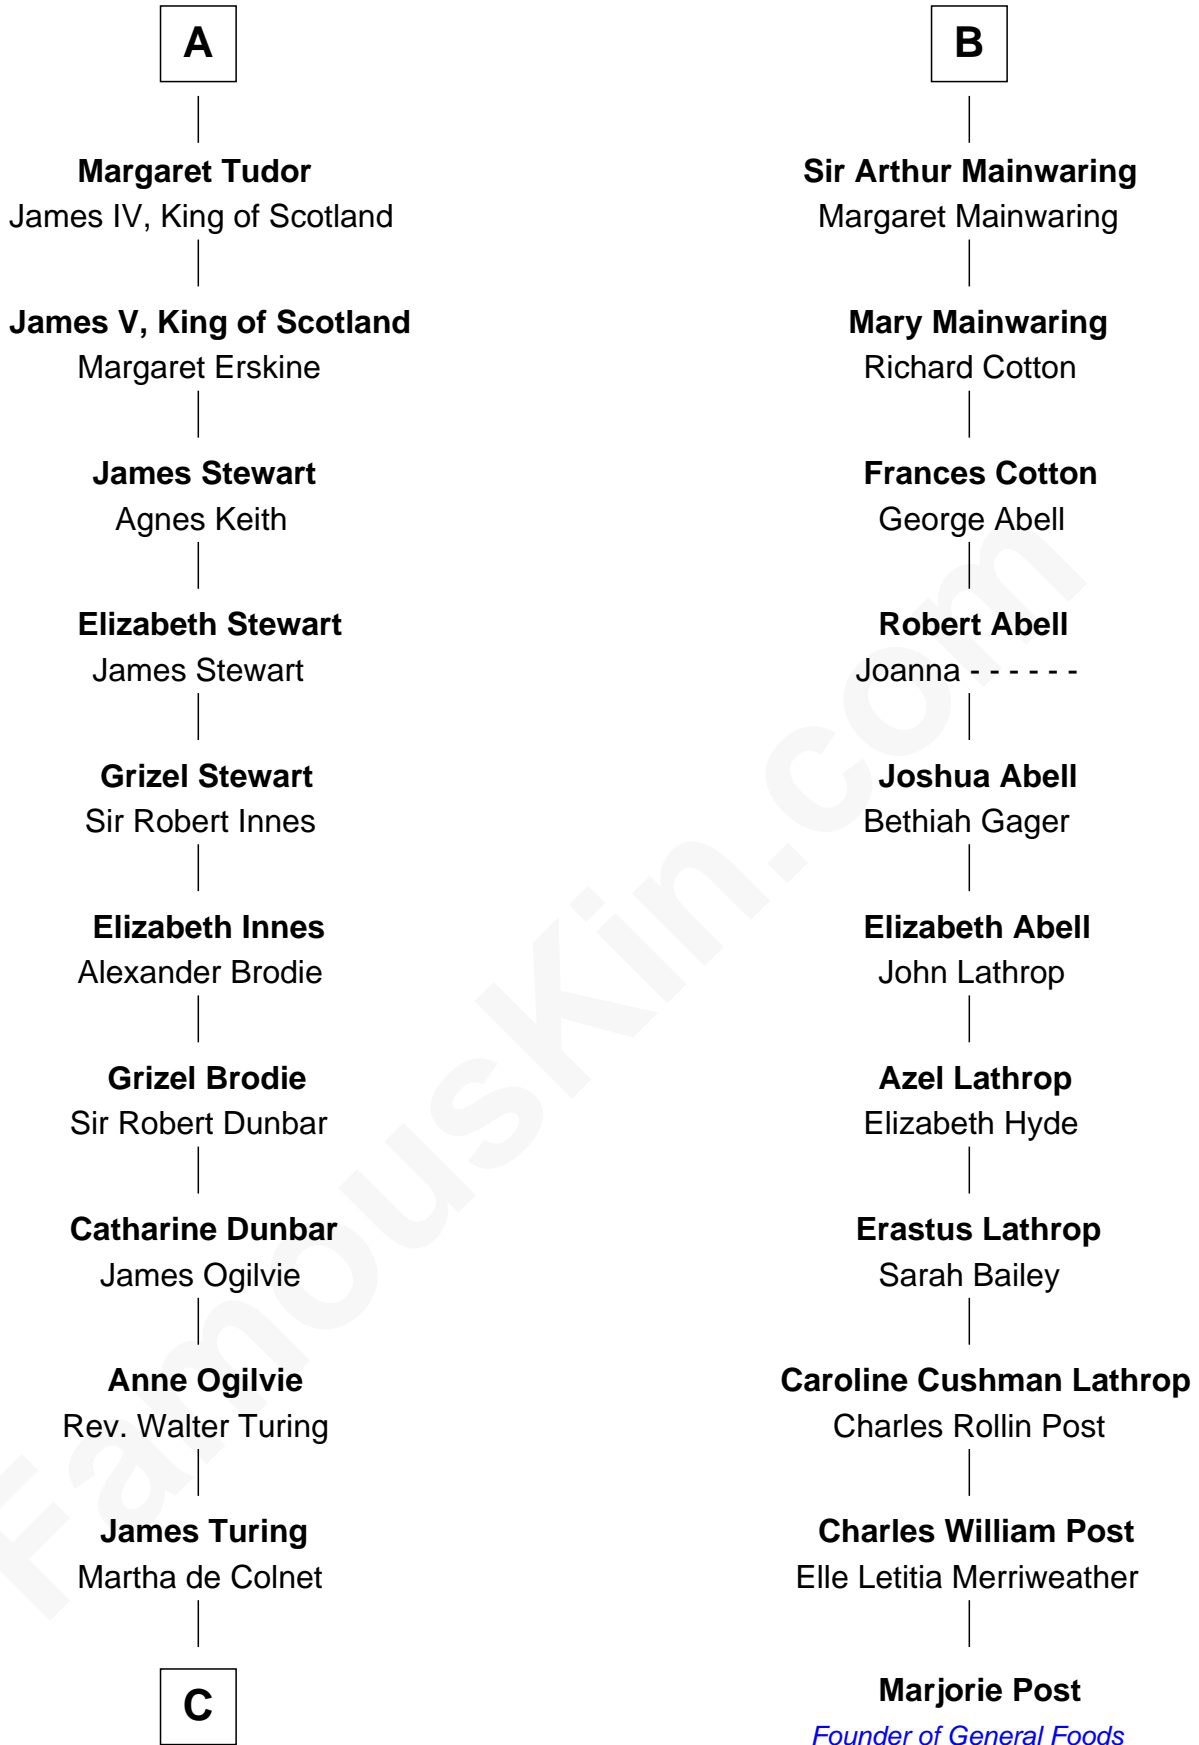 A
Margaret Tudor
James IV, King of Scotland
James V, King of Scotland
Margaret Erskine
James Stewart
Agnes Keith
Elizabeth Stewart
James Stewart
Grizel Stewart
Sir Robert Innes
Elizabeth Innes
Alexander Brodie
Grizel Brodie
Sir Robert Dunbar
Catharine Dunbar
James Ogilvie
Anne Ogilvie
Rev. Walter Turing
James Turing
Martha de Colnet
C
B
Sir Arthur Mainwaring
Margaret Mainwaring
Mary Mainwaring
Richard Cotton
Frances Cotton
George Abell
Robert Abell
Joanna - - - - - -
Joshua Abell
Bethiah Gager
Elizabeth Abell
John Lathrop
Azel Lathrop
Elizabeth Hyde
Erastus Lathrop
Sarah Bailey
Caroline Cushman Lathrop
Charles Rollin Post
Charles William Post
Elle Letitia Merriweather
Marjorie Post
Founder of General Foods
FamousKin.com